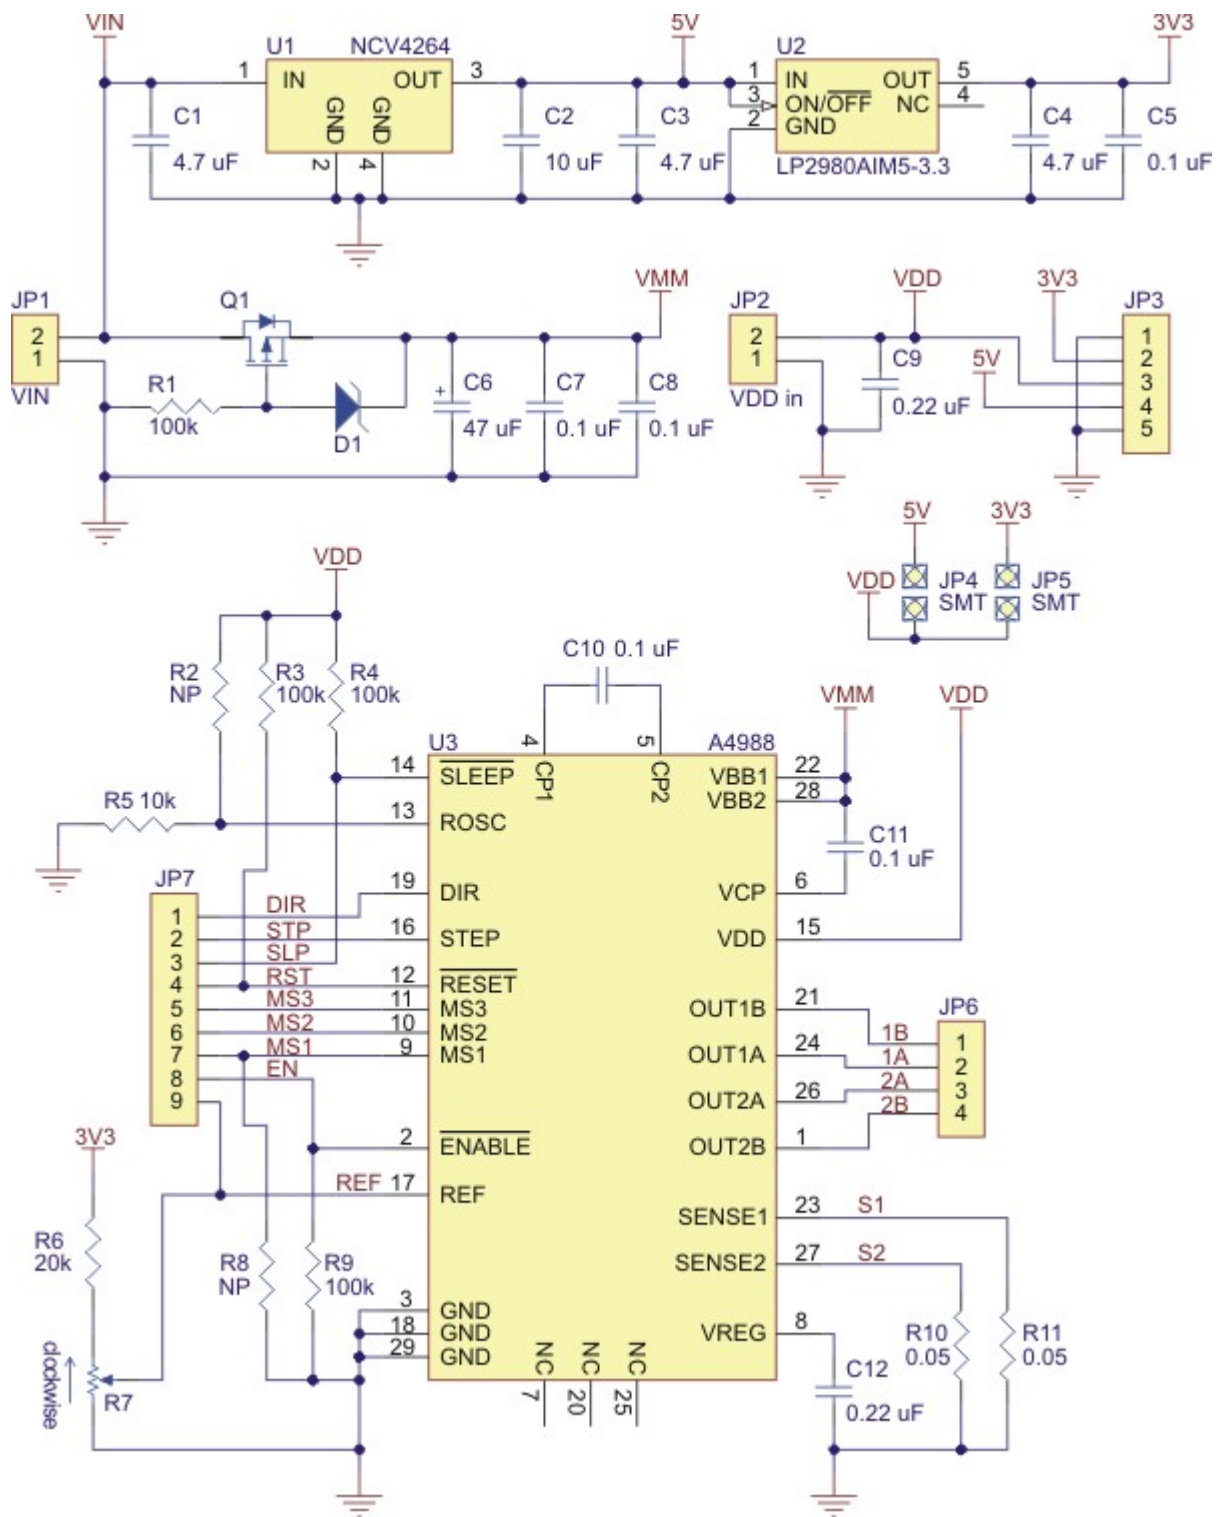 VIN
5V
3V3
U1 NCV4264
U2
1 IN OUT 3
GND GND
2 4
1 IN OUT 5
3 ON/OFF NC 4
2 GND
LP2980AIM5-3.3
C1
4.7 uF
C2
10 uF
C3
4.7 uF
C4
4.7 uF
C5
0.1 uF
JP1
2
1
VIN
Q1
VMM
R1
100k
D1
+
C6
47 uF
C7
0.1 uF
C8
0.1 uF
JP2
2
1
VDD in
VDD
C9
0.22 uF
3V3
5V
JP3
1
2
3
4
5
5V
3V3
VDD
JP4
SMT
JP5
SMT
VDD
R2
NP
R3
100k
R4
100k
C10 0.1 uF
VMM
VDD
U3 A4988
4 CP1
5 CP2
14 SLEEP
13 ROSC
19 DIR
16 STEP
12 RESET
11 MS3
10 MS2
9 MS1
2 ENABLE
17 REF
3 GND
18 GND
29 GND
NC NC NC
7 20 25
VBB1 22
VBB2 28
VCP 6
VDD 15
OUT1B 21
OUT1A 24
OUT2A 26
OUT2B 1
SENSE1 23
SENSE2 27
VREG 8
C11
0.1 uF
R5 10k
JP7
1 DIR
2 STP
3 SLP
4 RST
5 MS3
6 MS2
7 MS1
8 EN
9
REF
JP6
1B 1
1A 2
2A 3
2B 4
3V3
R6
20k
clockwise
R7
R8
NP
R9
100k
S1
S2
R10
0.05
R11
0.05
C12
0.22 uF